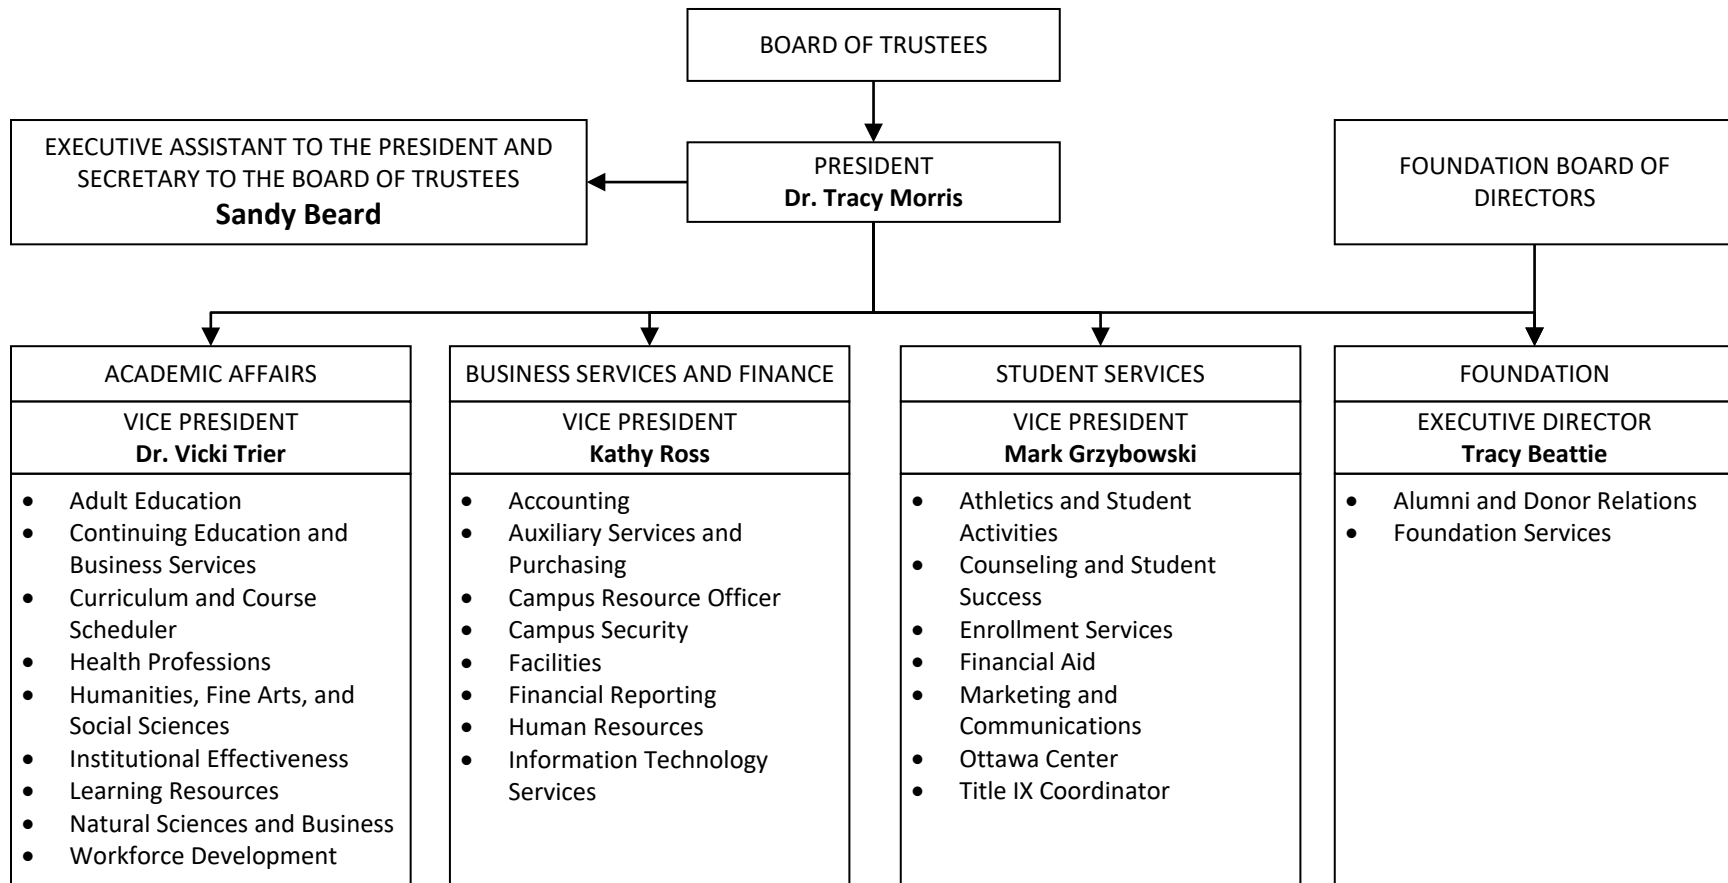 BOARD OF TRUSTEES
EXECUTIVE ASSISTANT TO THE PRESIDENT AND
SECRETARY TO THE BOARD OF TRUSTEES
Sandy Beard
PRESIDENT
Dr. Tracy Morris
FOUNDATION BOARD OF
DIRECTORS
ACADEMIC AFFAIRS
VICE PRESIDENT
Dr. Vicki Trier
• Adult Education
• Continuing Education and
Business Services
• Curriculum and Course
Scheduler
• Health Professions
• Humanities, Fine Arts, and
Social Sciences
• Institutional Effectiveness
• Learning Resources
• Natural Sciences and Business
• Workforce Development
BUSINESS SERVICES AND FINANCE
VICE PRESIDENT
Kathy Ross
• Accounting
• Auxiliary Services and
Purchasing
• Campus Resource Officer
• Campus Security
• Facilities
• Financial Reporting
• Human Resources
• Information Technology
Services
STUDENT SERVICES
VICE PRESIDENT
Mark Grzybowski
• Athletics and Student
Activities
• Counseling and Student
Success
• Enrollment Services
• Financial Aid
• Marketing and
Communications
• Ottawa Center
• Title IX Coordinator
FOUNDATION
EXECUTIVE DIRECTOR
Tracy Beattie
• Alumni and Donor Relations
• Foundation Services